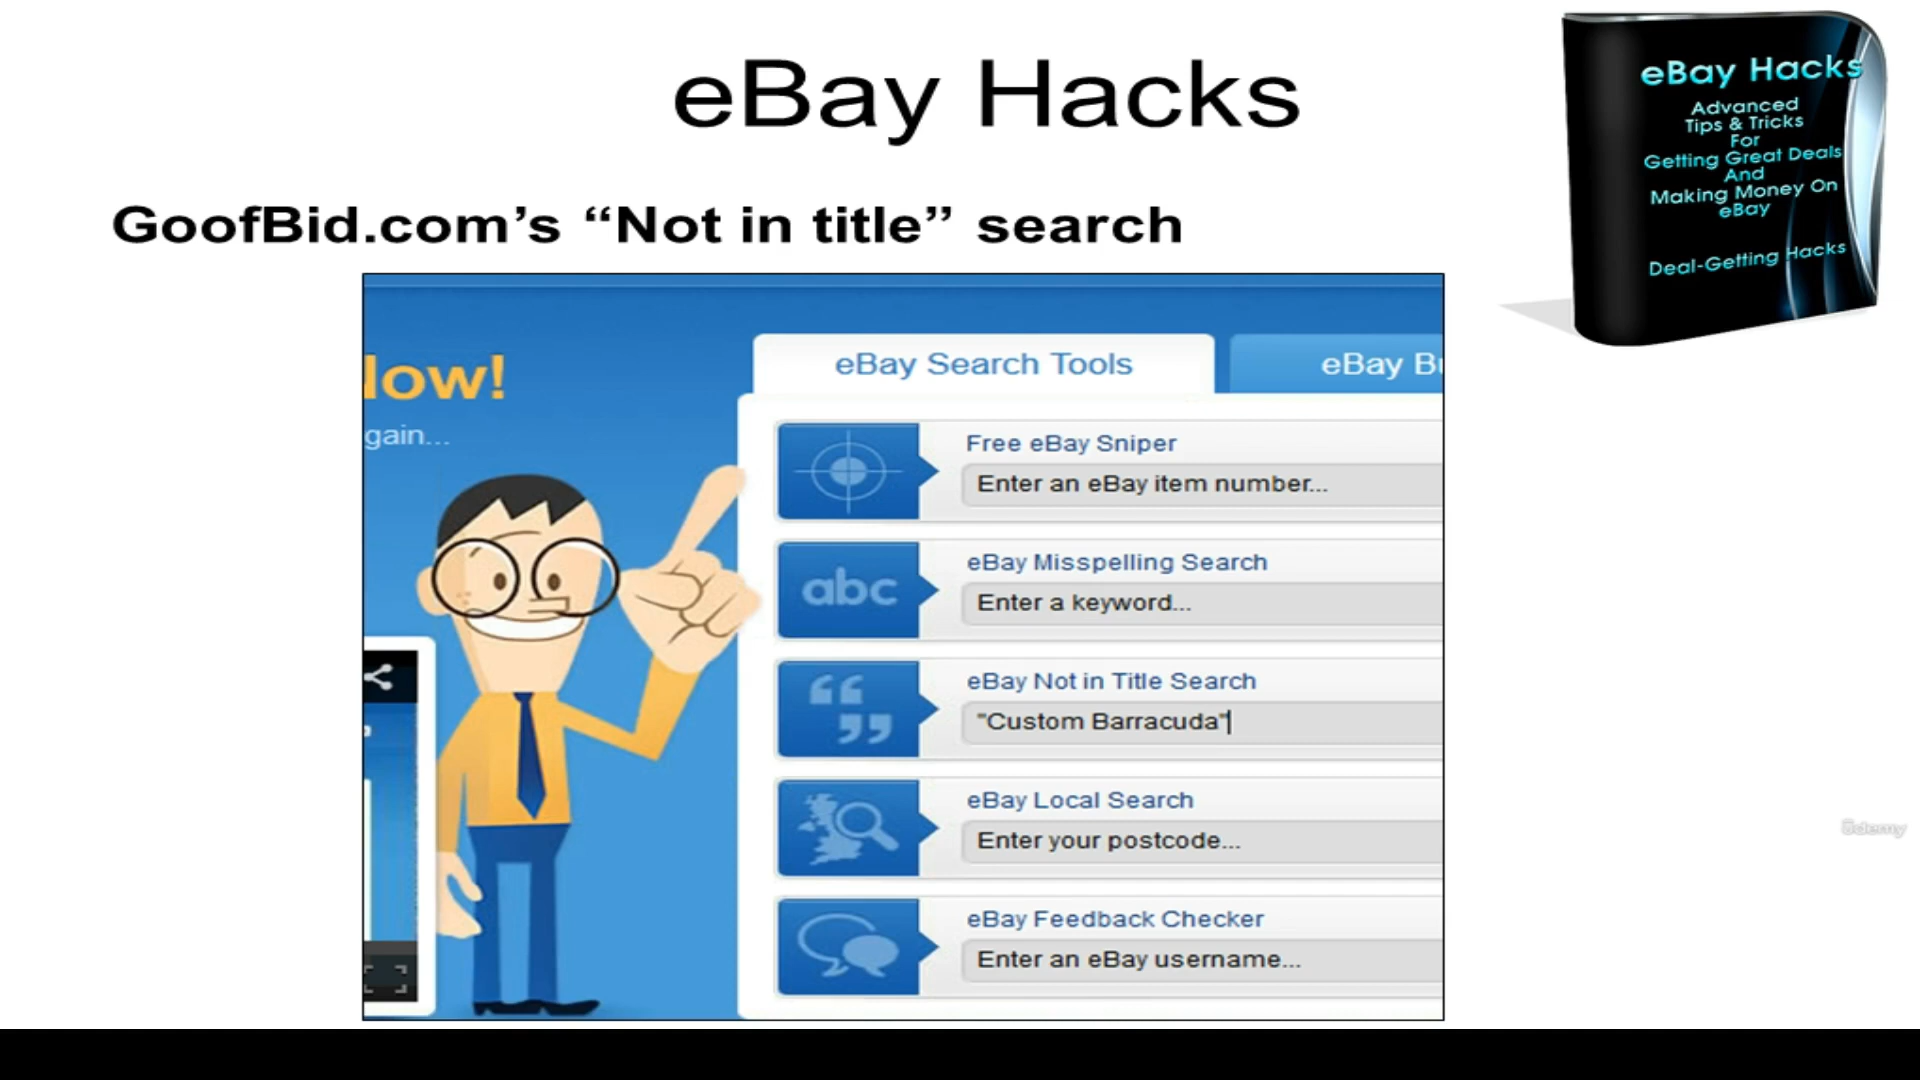 eBay Hacks
eBay Hacks
Advanced
Tips & Tricks
For
Getting Great Deals
And
Making Money On
eBay
Deal-Getting Hacks
GoofBid.com’s “Not in title” search
low!
gain...
eBay Search Tools
eBay Bu
Free eBay Sniper
Enter an eBay item number...
eBay Misspelling Search
abc
Enter a keyword...
eBay Not in Title Search
"Custom Barracuda"
eBay Local Search
Enter your postcode...
eBay Feedback Checker
Enter an eBay username...
Udemy